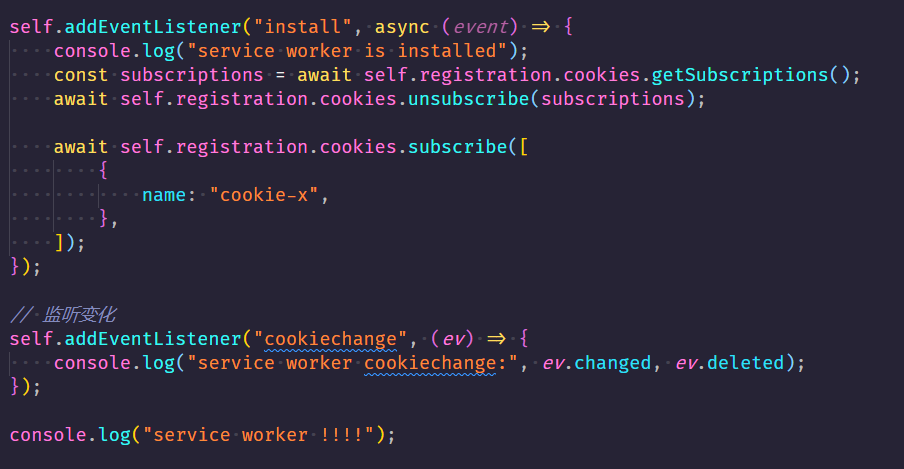 self.addEventListener("install", async (event) => {
    console.log("service worker is installed");
    const subscriptions = await self.registration.cookies.getSubscriptions();
    await self.registration.cookies.unsubscribe(subscriptions);

    await self.registration.cookies.subscribe([
        {
            name: "cookie-x",
        },
    ]);
});

// 监听变化
self.addEventListener("cookiechange", (ev) => {
    console.log("service worker cookiechange:", ev.changed, ev.deleted);
});

console.log("service worker !!!!");